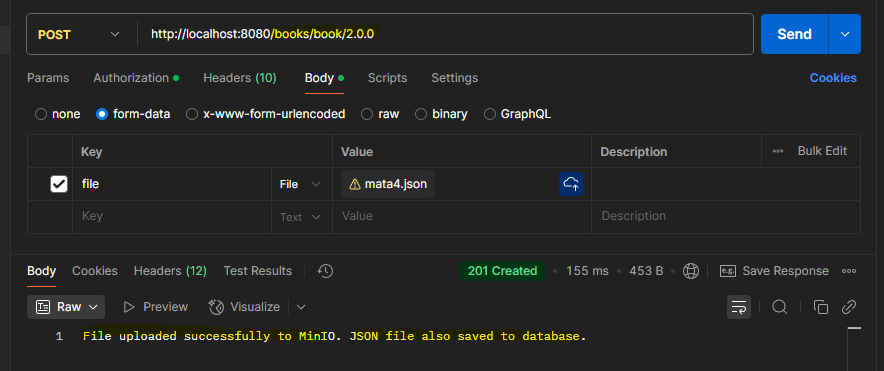 POST http://localhost:8080/books/book/2.0.0 Send
Params Authorization Headers (10) Body Scripts Settings Cookies
none form-data x-www-form-urlencoded raw binary GraphQL
Key Value Description Bulk Edit
file File mata4.json
Key Text Value Description
Body Cookies Headers (12) Test Results 201 Created 155 ms 453 B e.g. Save Response
Raw Preview Visualize
1 File uploaded successfully to MinIO. JSON file also saved to database.